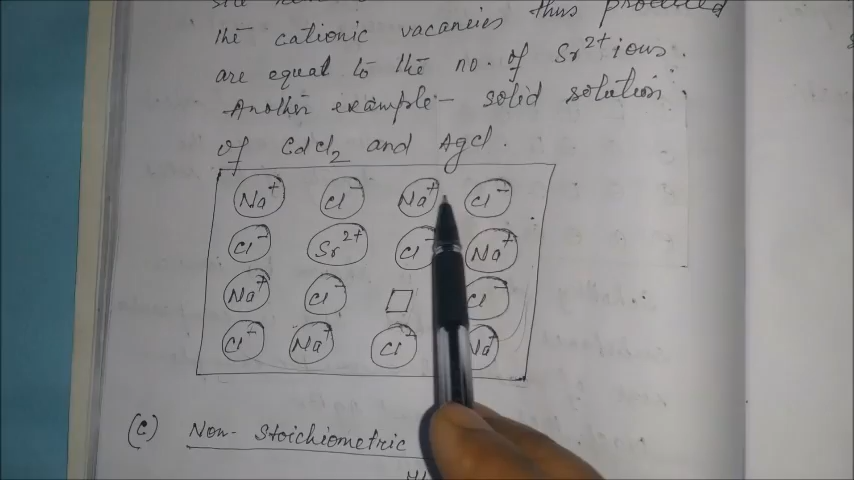 the cationic vacancies thus produced
are equal to the no. of Sr2+ ions.
Another example - solid solution
of CdCl2 and AgCl.
Na+ Cl- Na+ Cl-
Cl- Sr2+ Cl- Na+
Na+ Cl- Cl-
Cl- Na+ Cl- Na+
(C) Non-Stoichiometric